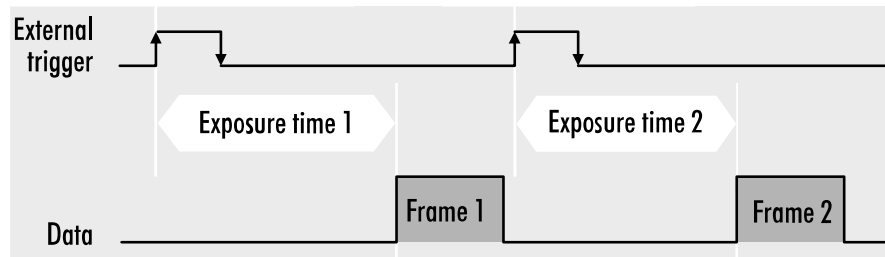 External
trigger
Exposure time 1
Exposure time 2
Frame 1
Frame 2
Data